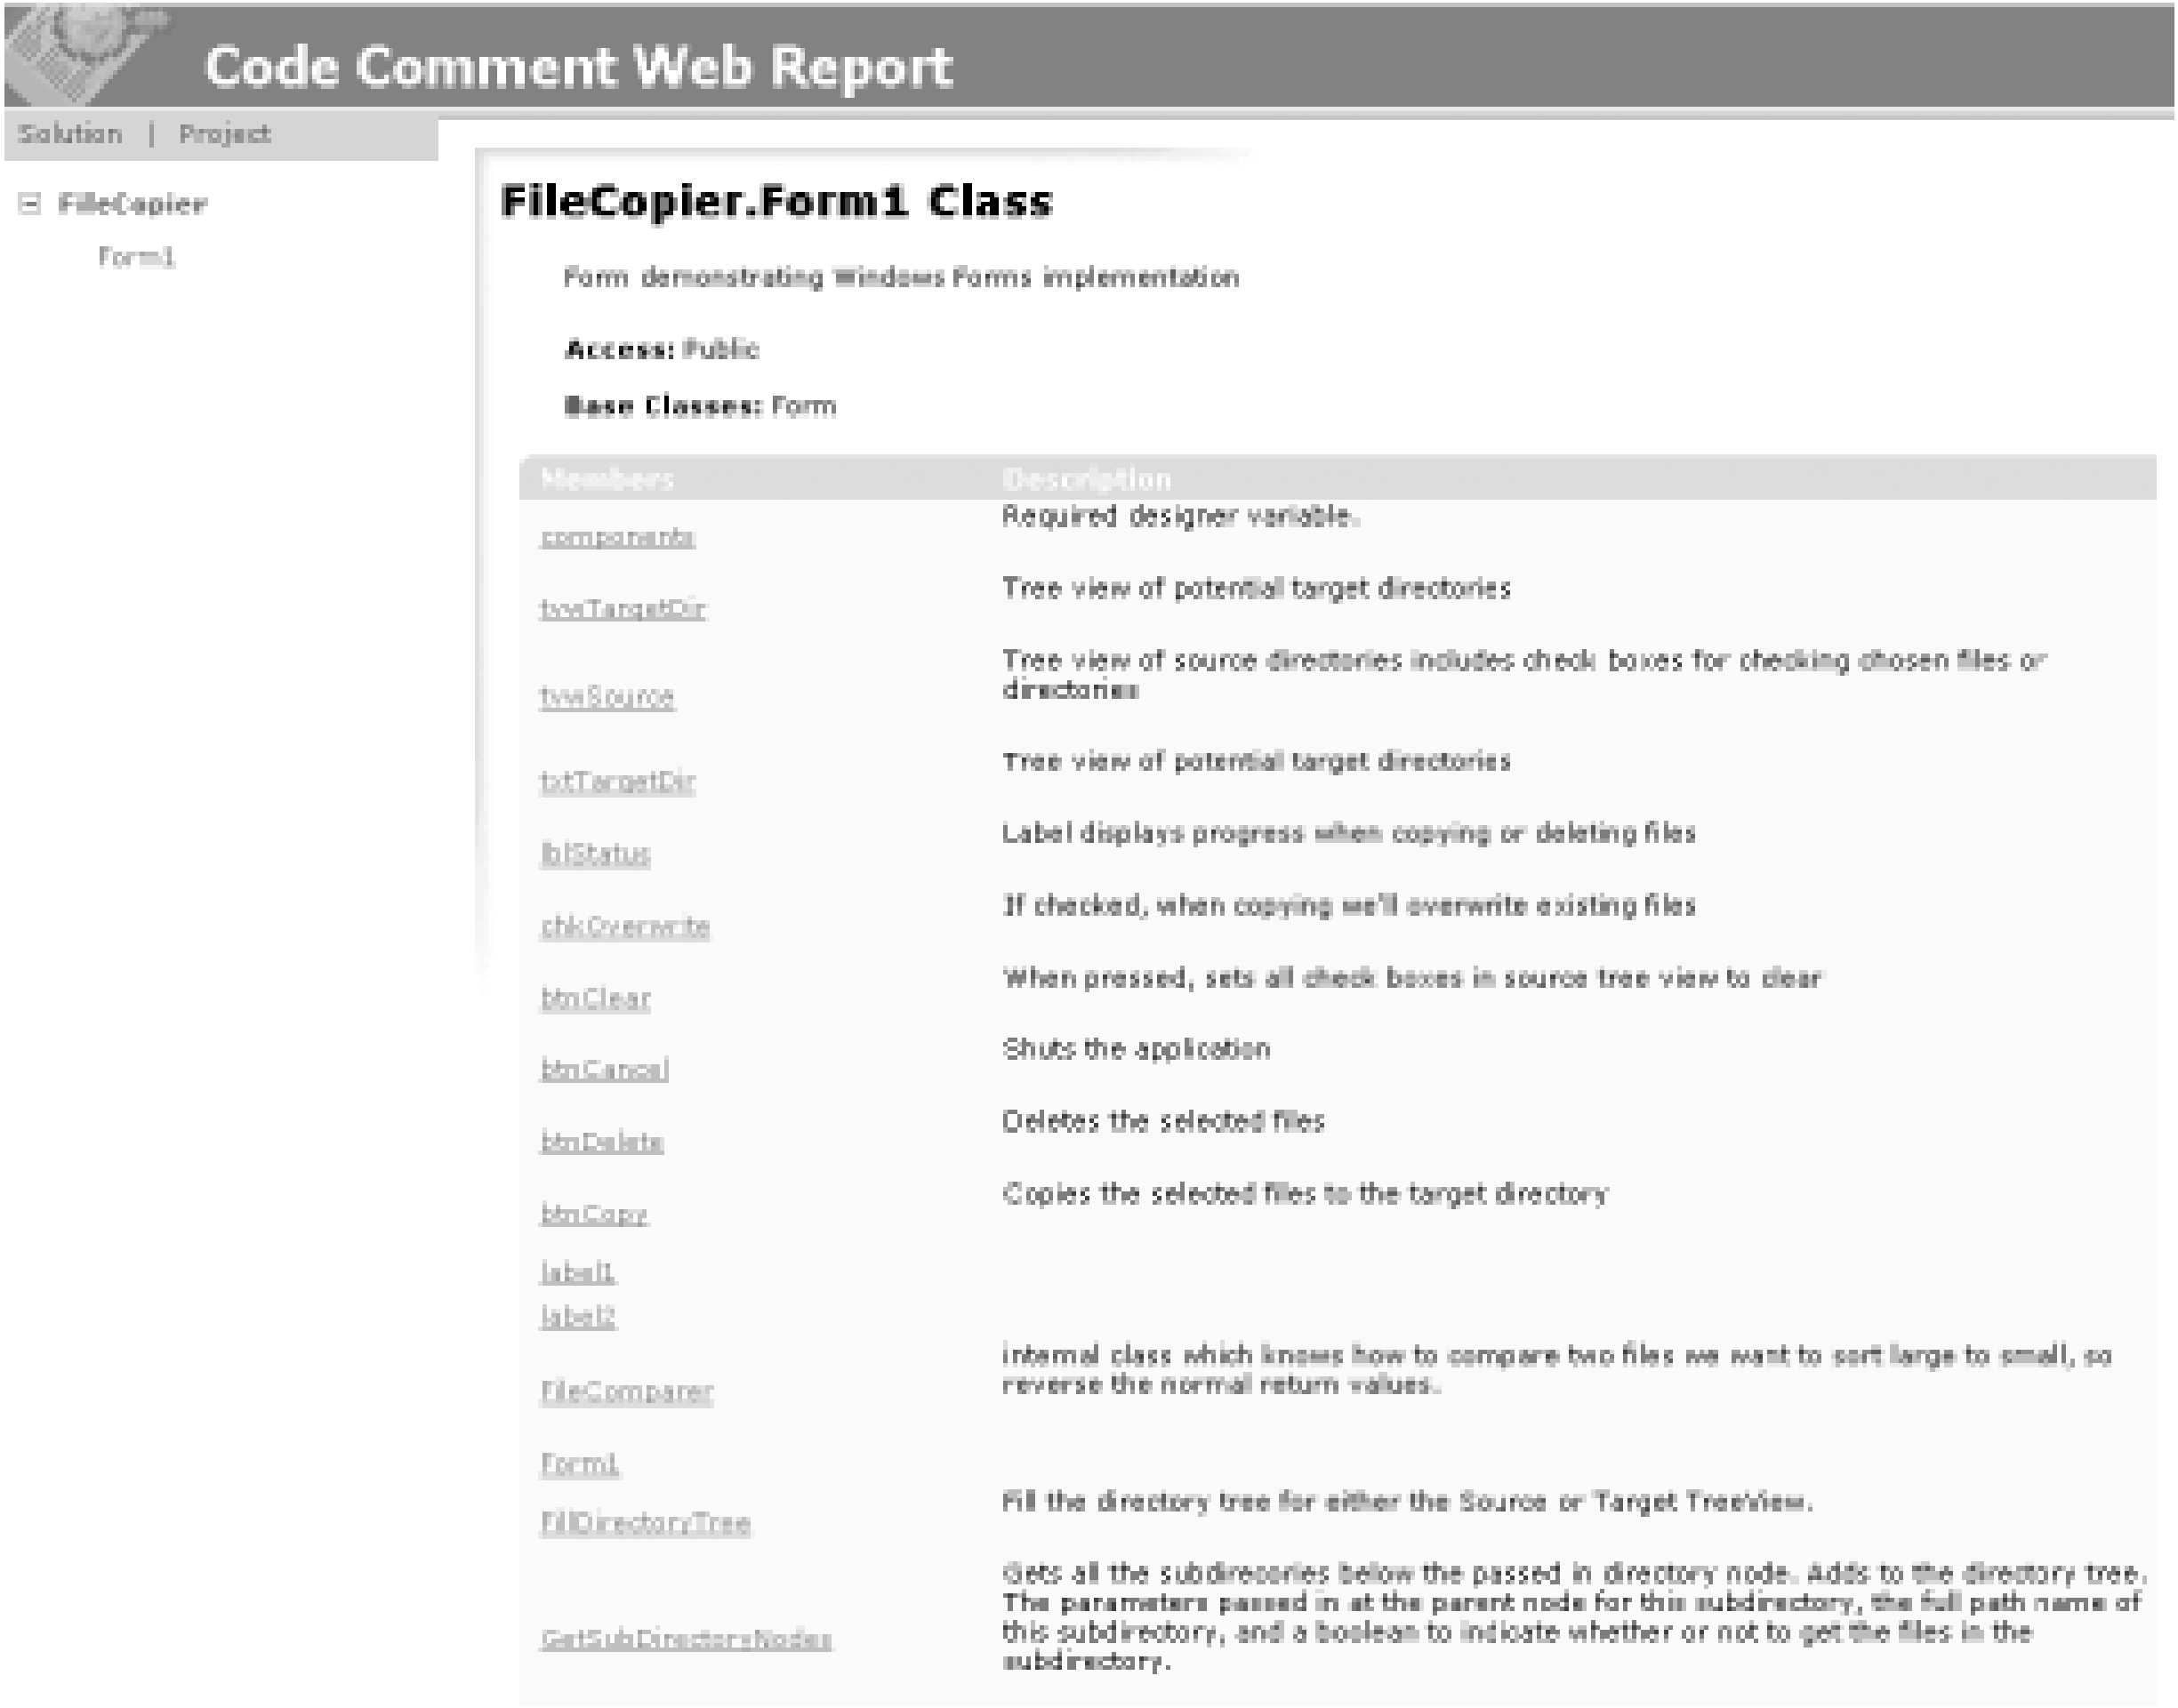 Code Comment Web Report
Solution | Project
FileCopier
Form1
FileCopier.Form1 Class
Form demonstrating Windows Forms implementation
Access: Public
Base Classes: Form
Members Description
components Required designer variable.
tvwTargetDir Tree view of potential target directories
tvwSource Tree view of source directories includes check boxes for checking chosen files or
directories
txtTargetDir Tree view of potential target directories
lblStatus Label displays progress when copying or deleting files
chkOverwrite If checked, when copying we'll overwrite existing files
btnClear When pressed, sets all check boxes in source tree view to clear
btnCancel Shuts the application
btnDelete Deletes the selected files
btnCopy Copies the selected files to the target directory
label1
label2
FileComparer internal class which knows how to compare two files we want to sort large to small, so
reverse the normal return values.
Form1
FillDirectoryTree Fill the directory tree for either the Source or Target TreeView.
GetSubDirectoryNodes Gets all the subdirecories below the passed in directory node. Adds to the directory tree.
The parameters passed in at the parent node for this subdirectory, the full path name of
this subdirectory, and a boolean to indicate whether or not to get the files in the
subdirectory.